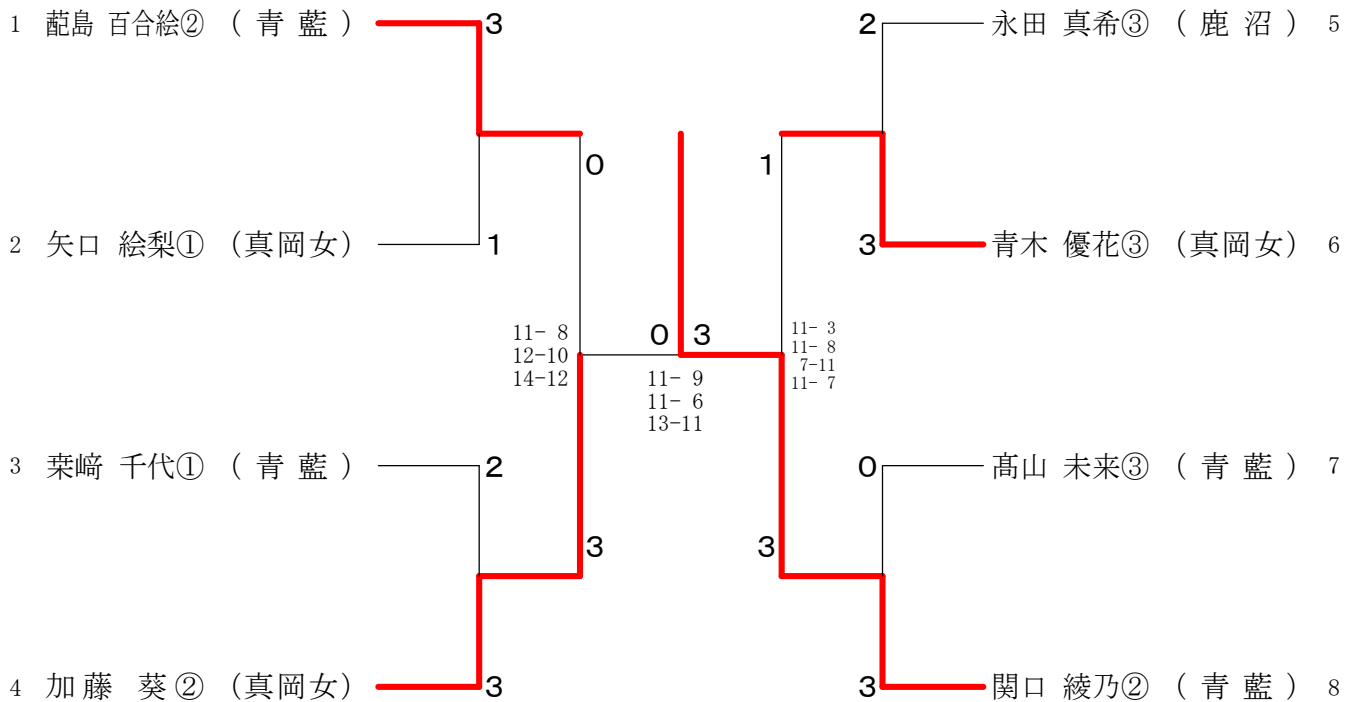 1 蓜島 百合絵② ( 青 藍 ) 3
2 永田 真希③ ( 鹿 沼 ) 5
0
1
2 矢口 絵梨① (真岡女) 1
3 青木 優花③ (真岡女) 6
11- 8
12-10
14-12
0 3
11- 9
11- 6
13-11
11- 3
11- 8
7-11
11- 7
3 桒﨑 千代① ( 青 藍 ) 2
0 髙山 未来③ ( 青 藍 ) 7
3
3
4 加藤 葵② (真岡女) 3
3 関口 綾乃② ( 青 藍 ) 8